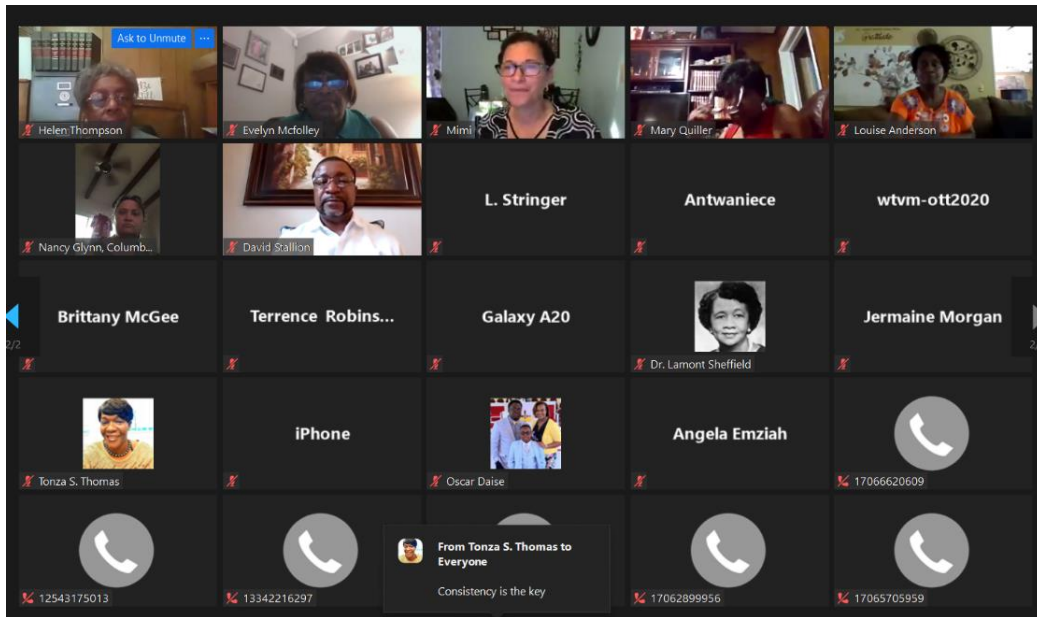 Ask to Unmute ...
Helen Thompson
Evelyn Mcfolley
Mimi
Mary Quiller
Louise Anderson
Nancy Glynn, Columb...
David Stallion
L. Stringer
Antwaniece
wtvm-ott2020
2/2
Brittany McGee
Terrence Robins...
Galaxy A20
Dr. Lamont Sheffield
Jermaine Morgan
Tonza S. Thomas
iPhone
Oscar Daise
Angela Emziah
17066620609
12543175013
13342216297
From Tonza S. Thomas to
Everyone
Consistency is the key
17062899956
17065705959